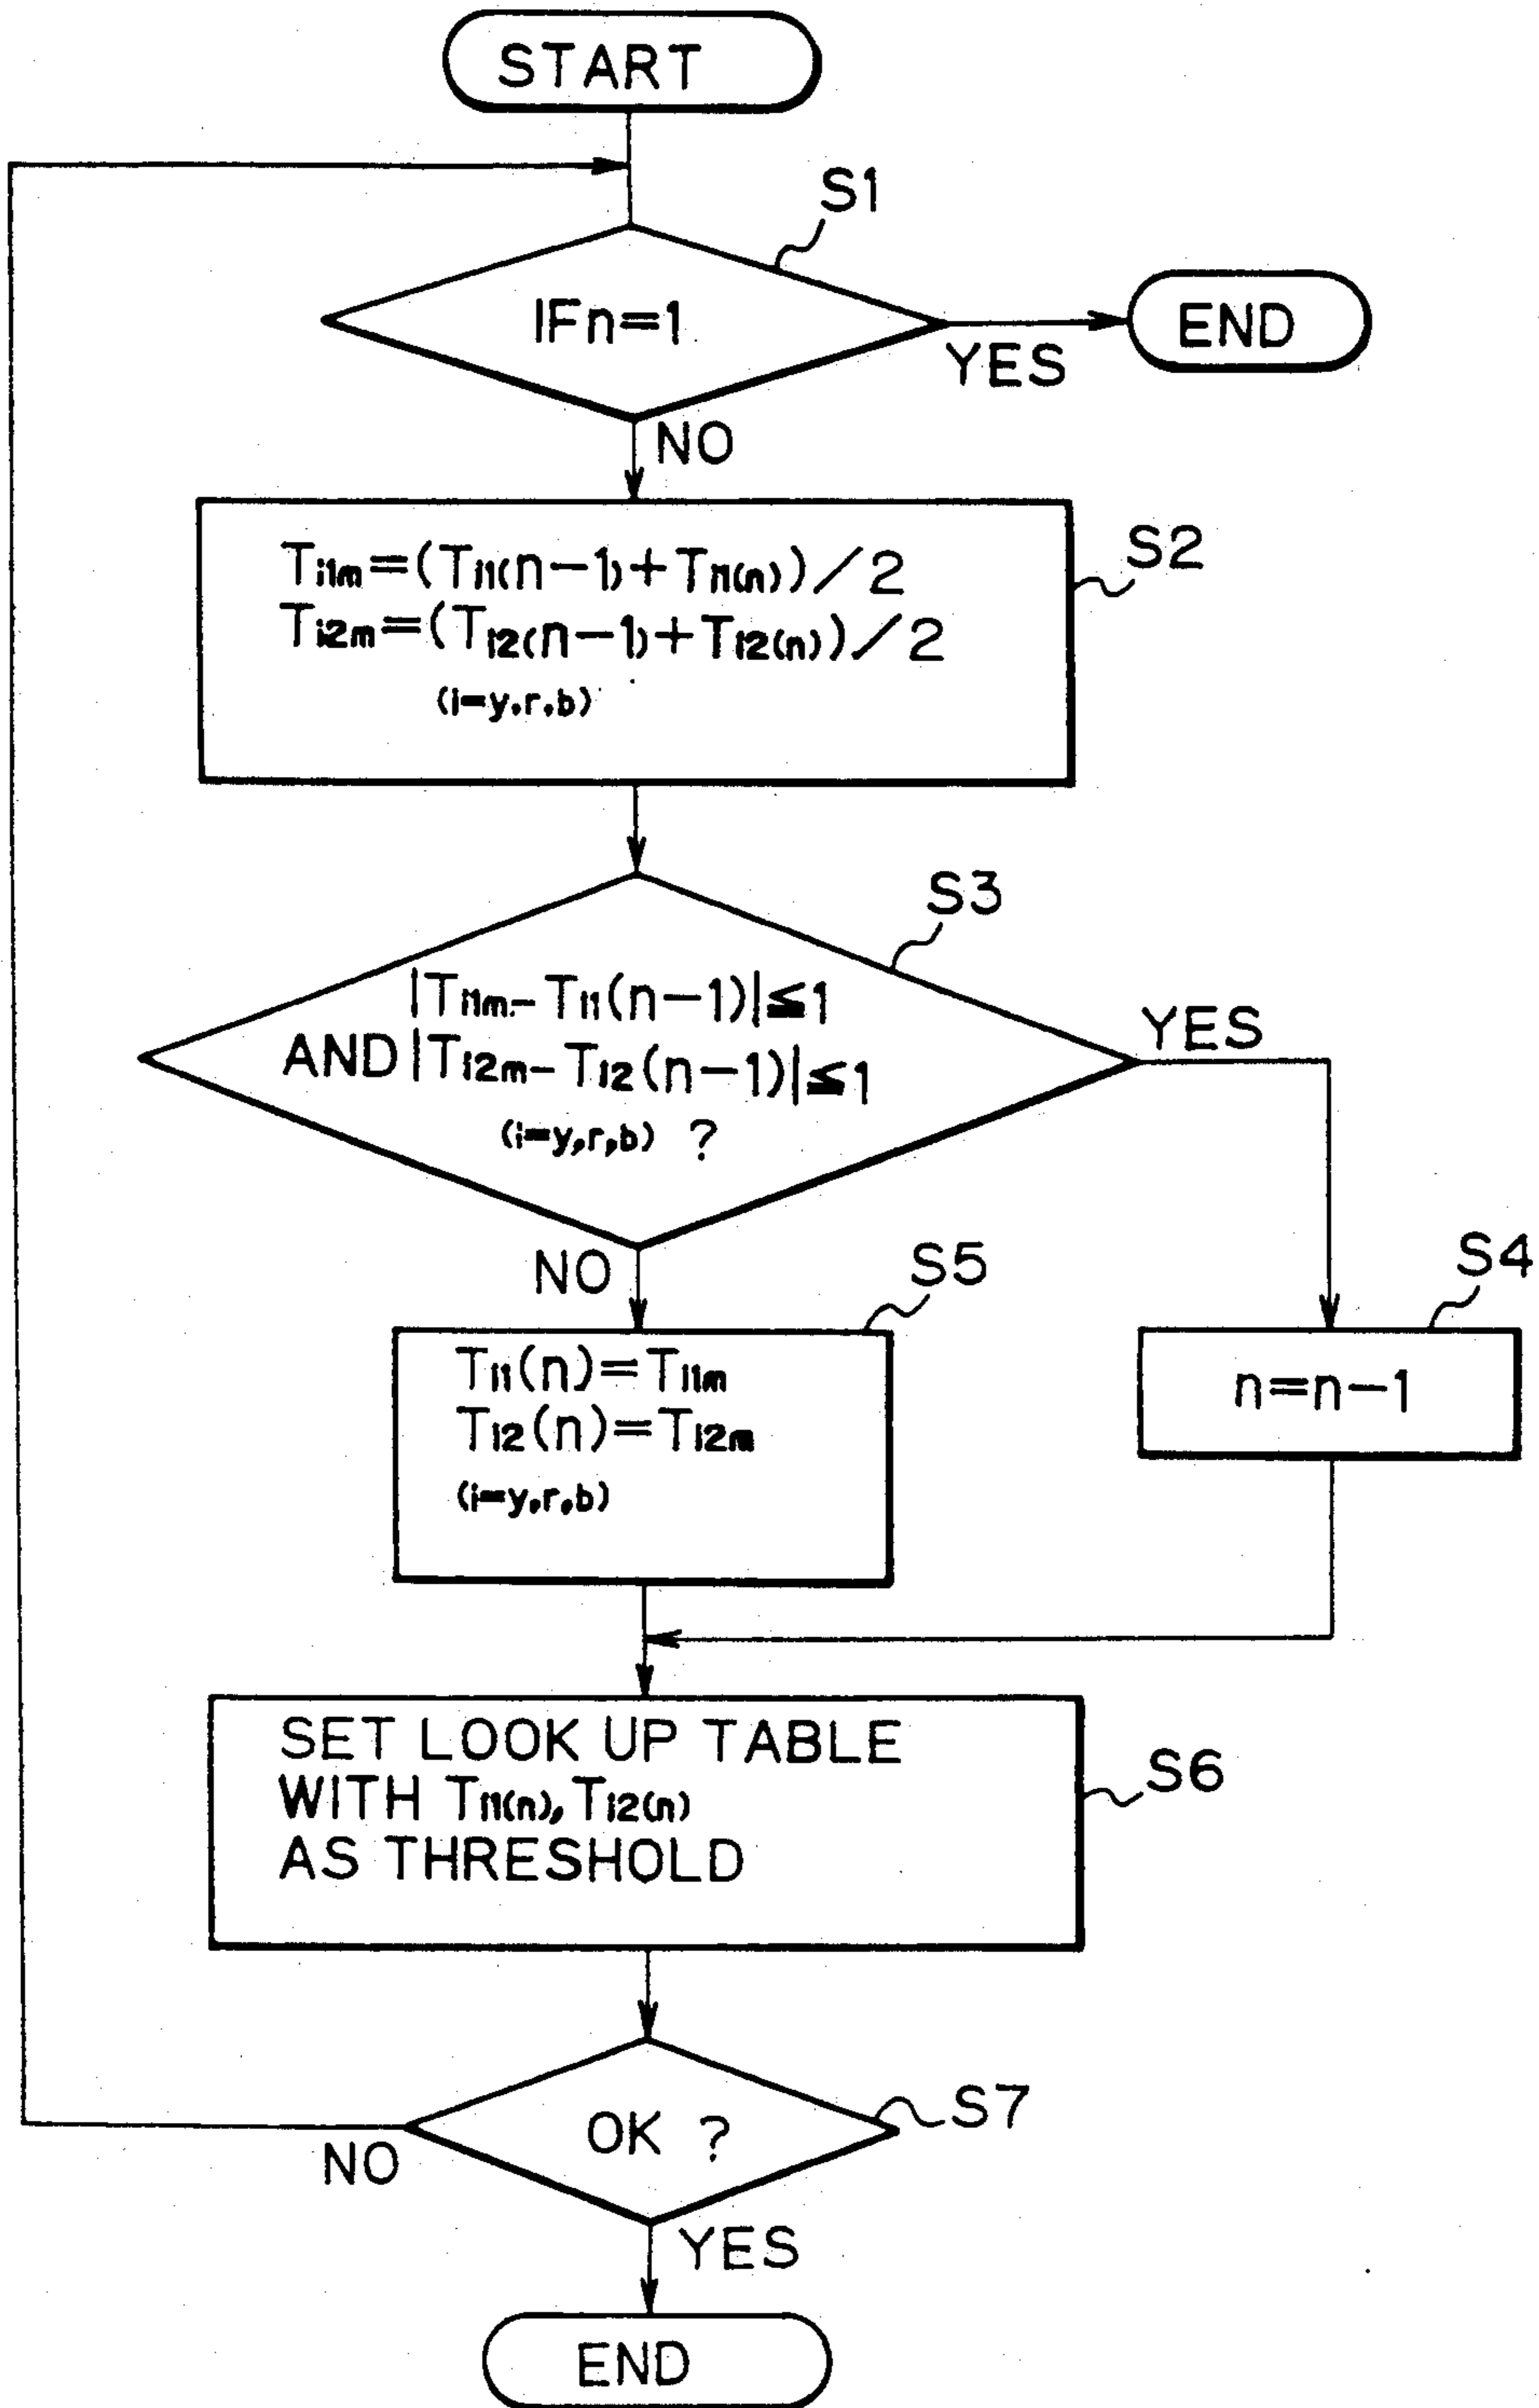 START
S1
IFn=1
YES
END
NO
S2
Ti1m=(Ti1(n-1)+Ti1(n))/2
Ti2m=(Ti2(n-1)+Ti2(n))/2
(i=y,r,b)
S3
|Ti1m-Ti1(n-1)|≦1
AND|Ti2m-Ti2(n-1)|≦1
(i=y,r,b) ?
YES
NO
S5
S4
Ti1(n)=Ti1m
Ti2(n)=Ti2m
(i=y,r,b)
n=n-1
SET LOOK UP TABLE
WITH Ti1(n),Ti2(n)
AS THRESHOLD
S6
OK ?
S7
NO
YES
END